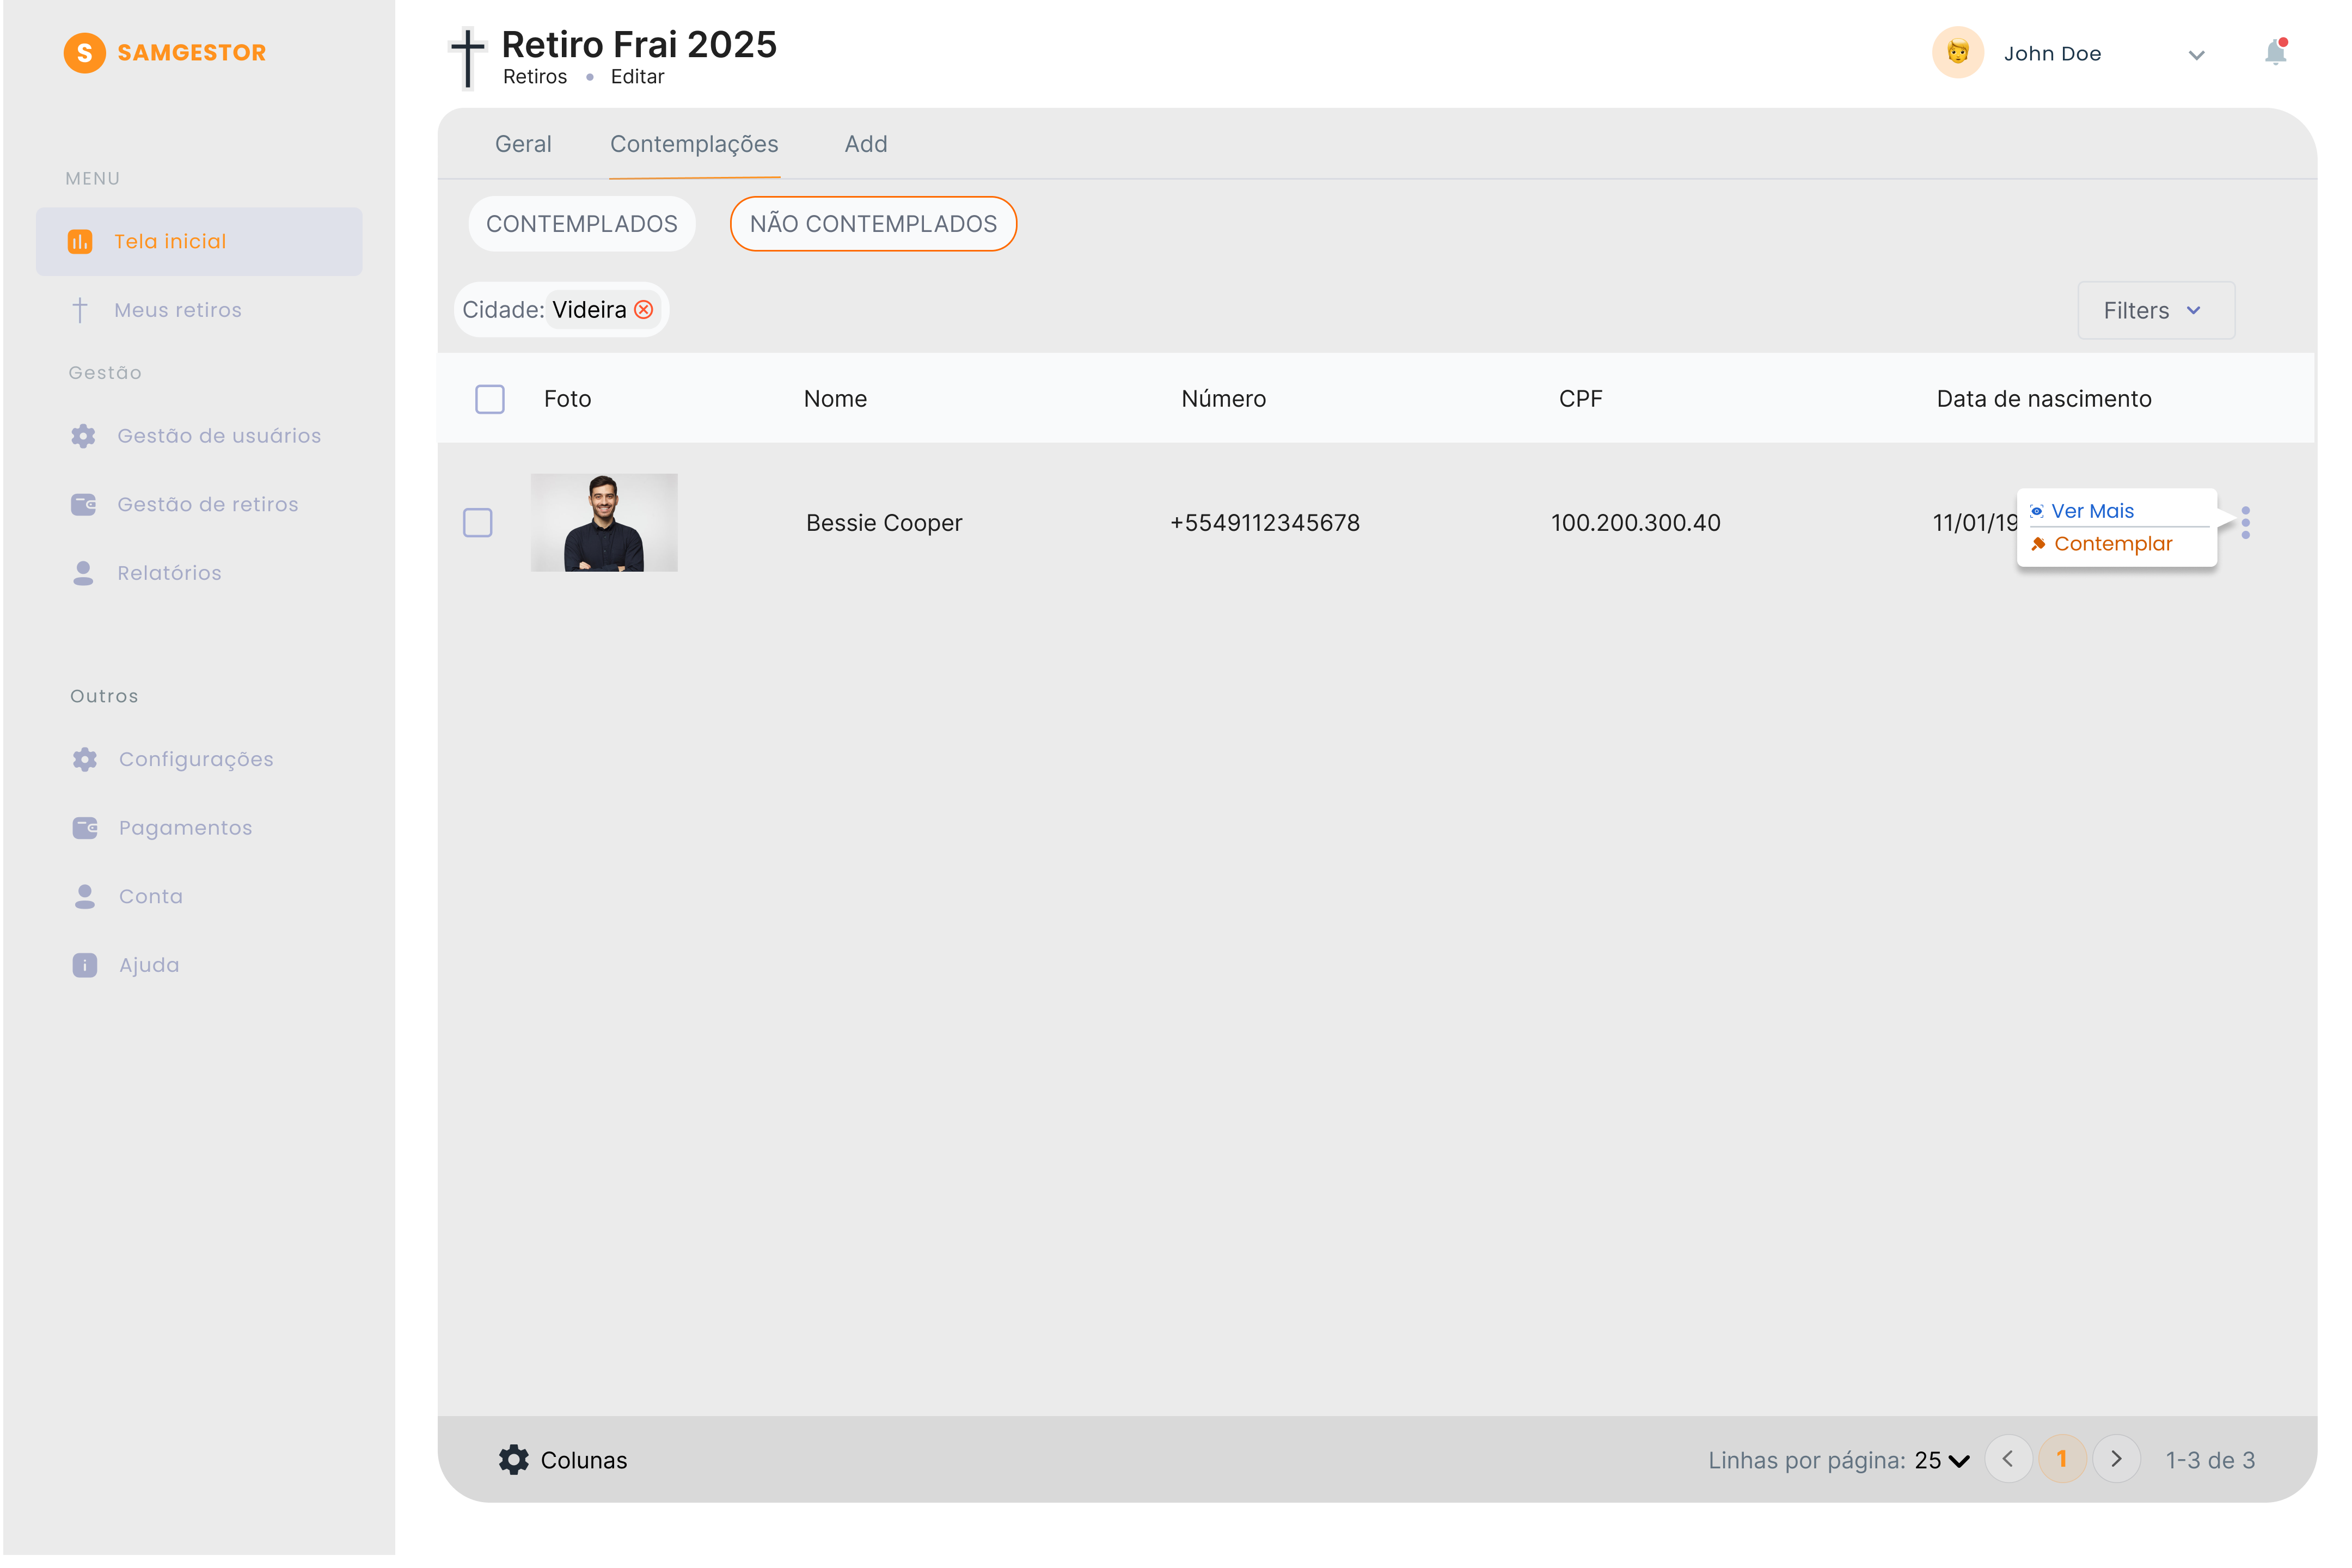 S SAMGESTOR
Retiro Frai 2025
Retiros • Editar
John Doe
MENU
Tela inicial
Meus retiros
Gestão
Gestão de usuários
Gestão de retiros
Relatórios
Outros
Configurações
Pagamentos
Conta
Ajuda
Geral Contemplações Add
CONTEMPLADOS NÃO CONTEMPLADOS
Cidade: Videira
Filters
Foto Nome Número CPF Data de nascimento
Bessie Cooper +5549112345678 100.200.300.40 11/01/19
Ver Mais
Contemplar
Colunas
Linhas por página: 25 1 1-3 de 3